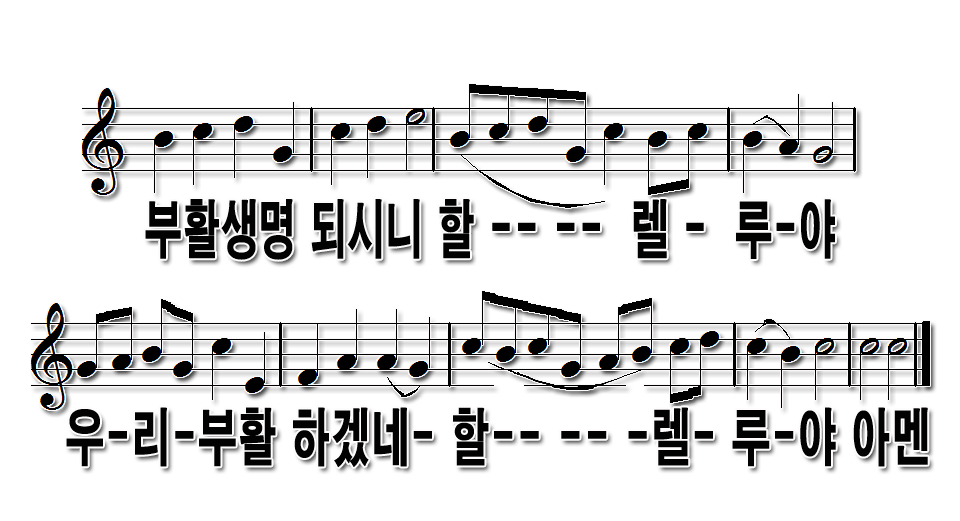 부활생명 되시니 할 -- -- 렐 - 루-야
우-리-부활 하겠네- 할-- -- -렐- 루-야 아멘